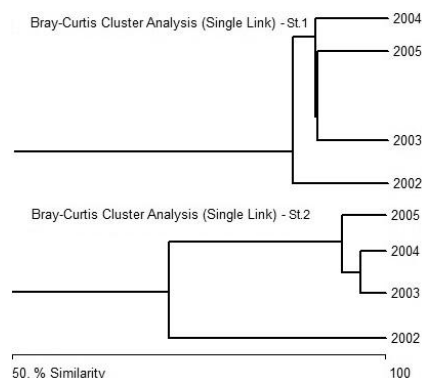 Bray-Curtis Cluster Analysis (Single Link) - St.1
2004
2005
2003
2002
Bray-Curtis Cluster Analysis (Single Link) - St.2
2005
2004
2003
2002
50. % Similarity 100